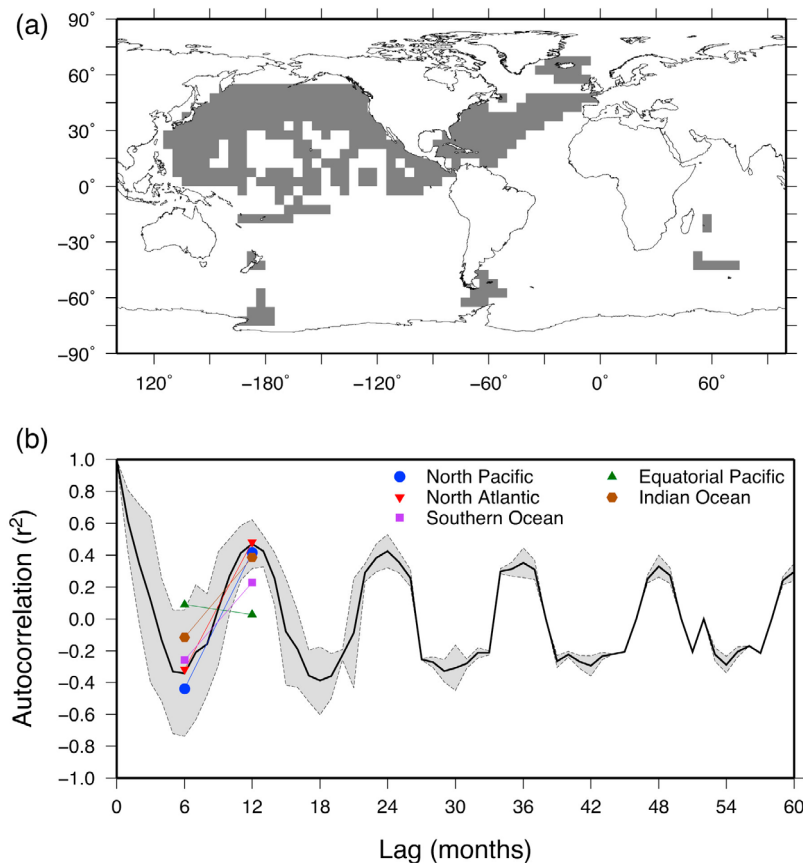 (a)
90°
60°
30°
0°
−30°
−60°
−90°
120° −180° −120° −60° 0° 60°
(b)
1.0
0.8
0.6
0.4
0.2
0.0
−0.2
−0.4
−0.6
−0.8
−1.0
Autocorrelation (r²)
North Pacific Equatorial Pacific
North Atlantic Indian Ocean
Southern Ocean
0 6 12 18 24 30 36 42 48 54 60
Lag (months)